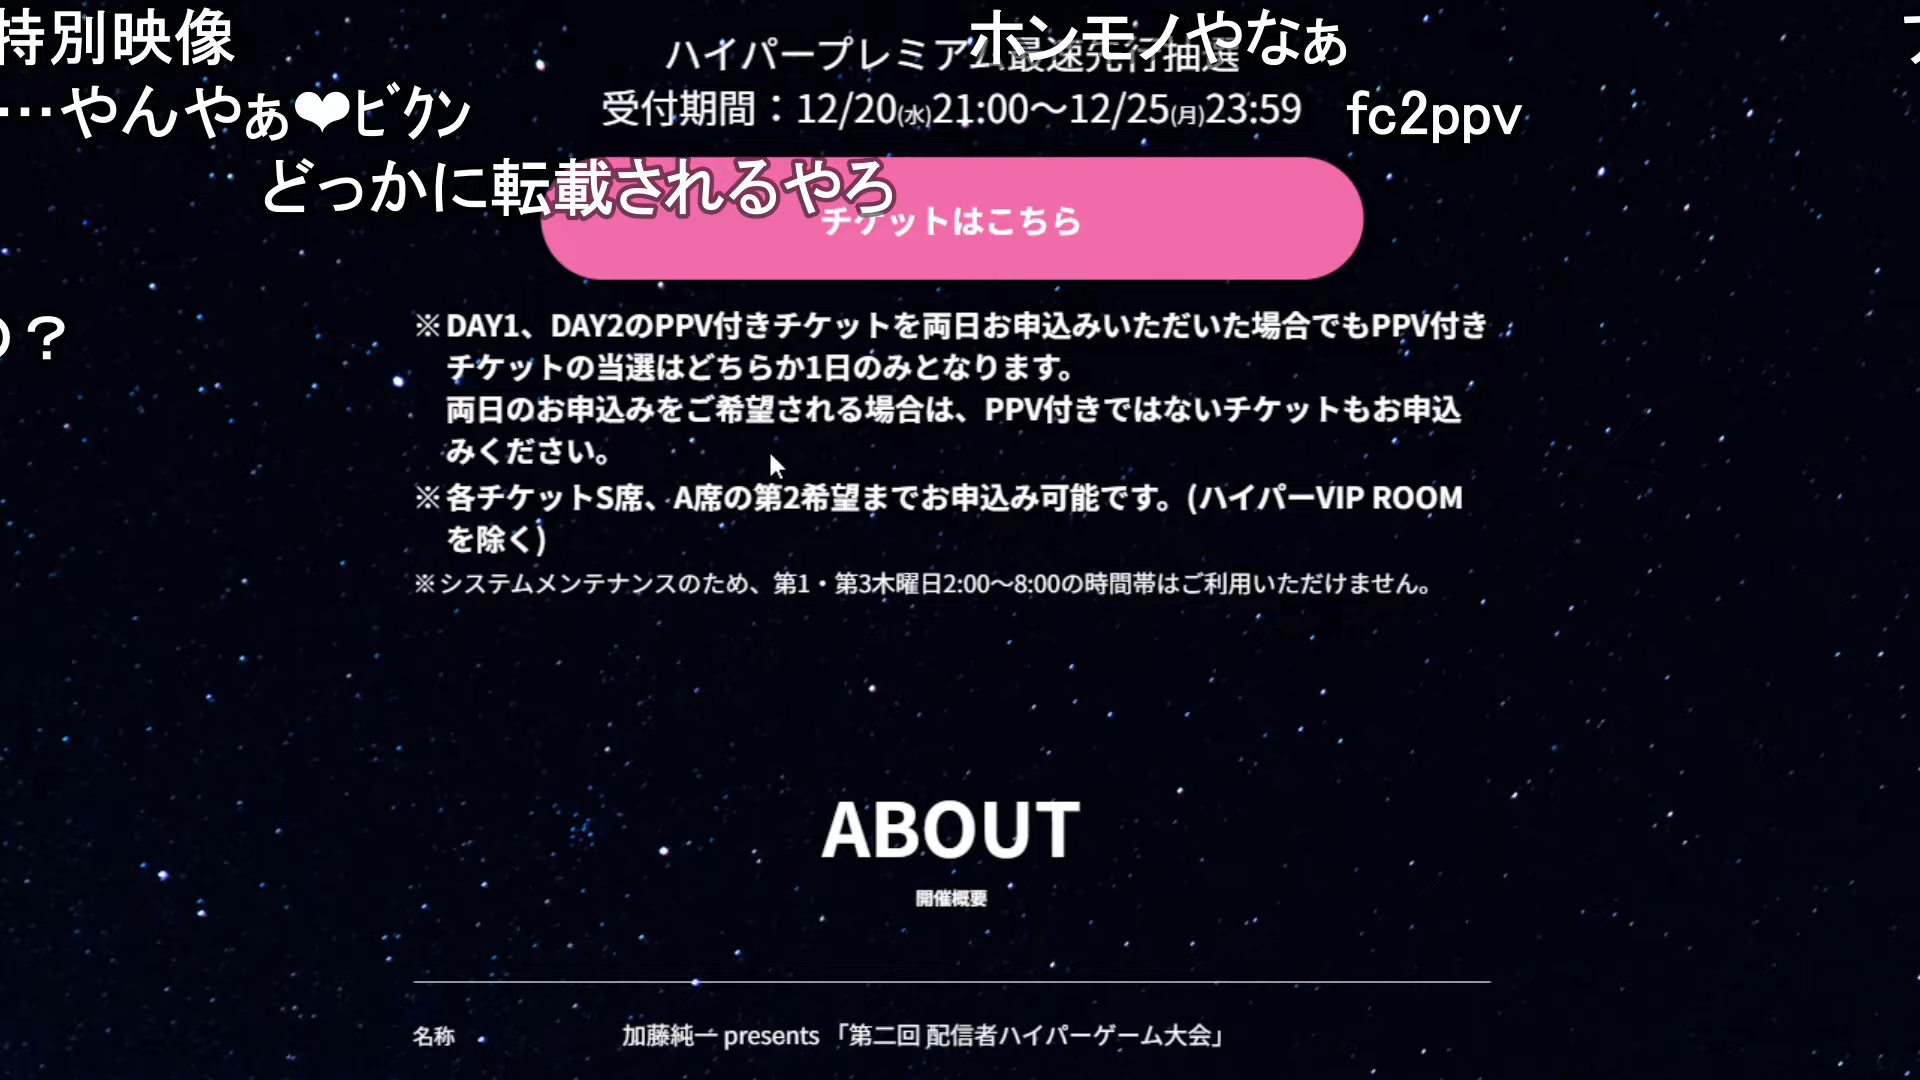 特別映像
ホンモノやなぁ
ハイパープレミアム最速先行抽選
…やんやぁ❤ビクン
受付期間：12/20(水)21:00〜12/25(月)23:59
fc2ppv
どっかに転載されるやろ
チケットはこちら
？
※DAY1、DAY2のPPV付きチケットを両日お申込みいただいた場合でもPPV付き
チケットの当選はどちらか1日のみとなります。
両日のお申込みをご希望される場合は、PPV付きではないチケットもお申込
みください。
※各チケットS席、A席の第2希望までお申込み可能です。(ハイパーVIP ROOM
を除く)
※システムメンテナンスのため、第1・第3木曜日2:00〜8:00の時間帯はご利用いただけません。
ABOUT
開催概要
名称 加藤純一 presents 「第二回 配信者ハイパーゲーム大会」